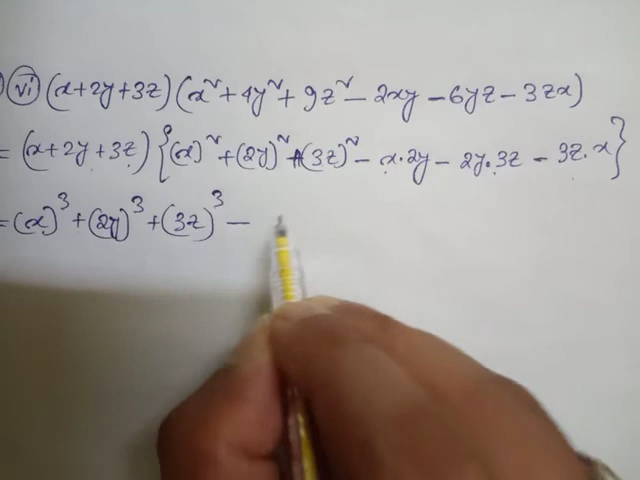 (vi) (x+2y+3z)(x²+4y²+9z²-2xy-6yz-3zx)
=(x+2y+3z){(x)²+(2y)²+(3z)²-x·2y-2y·3z-3z·x}
=(x)³+(2y)³+(3z)³-